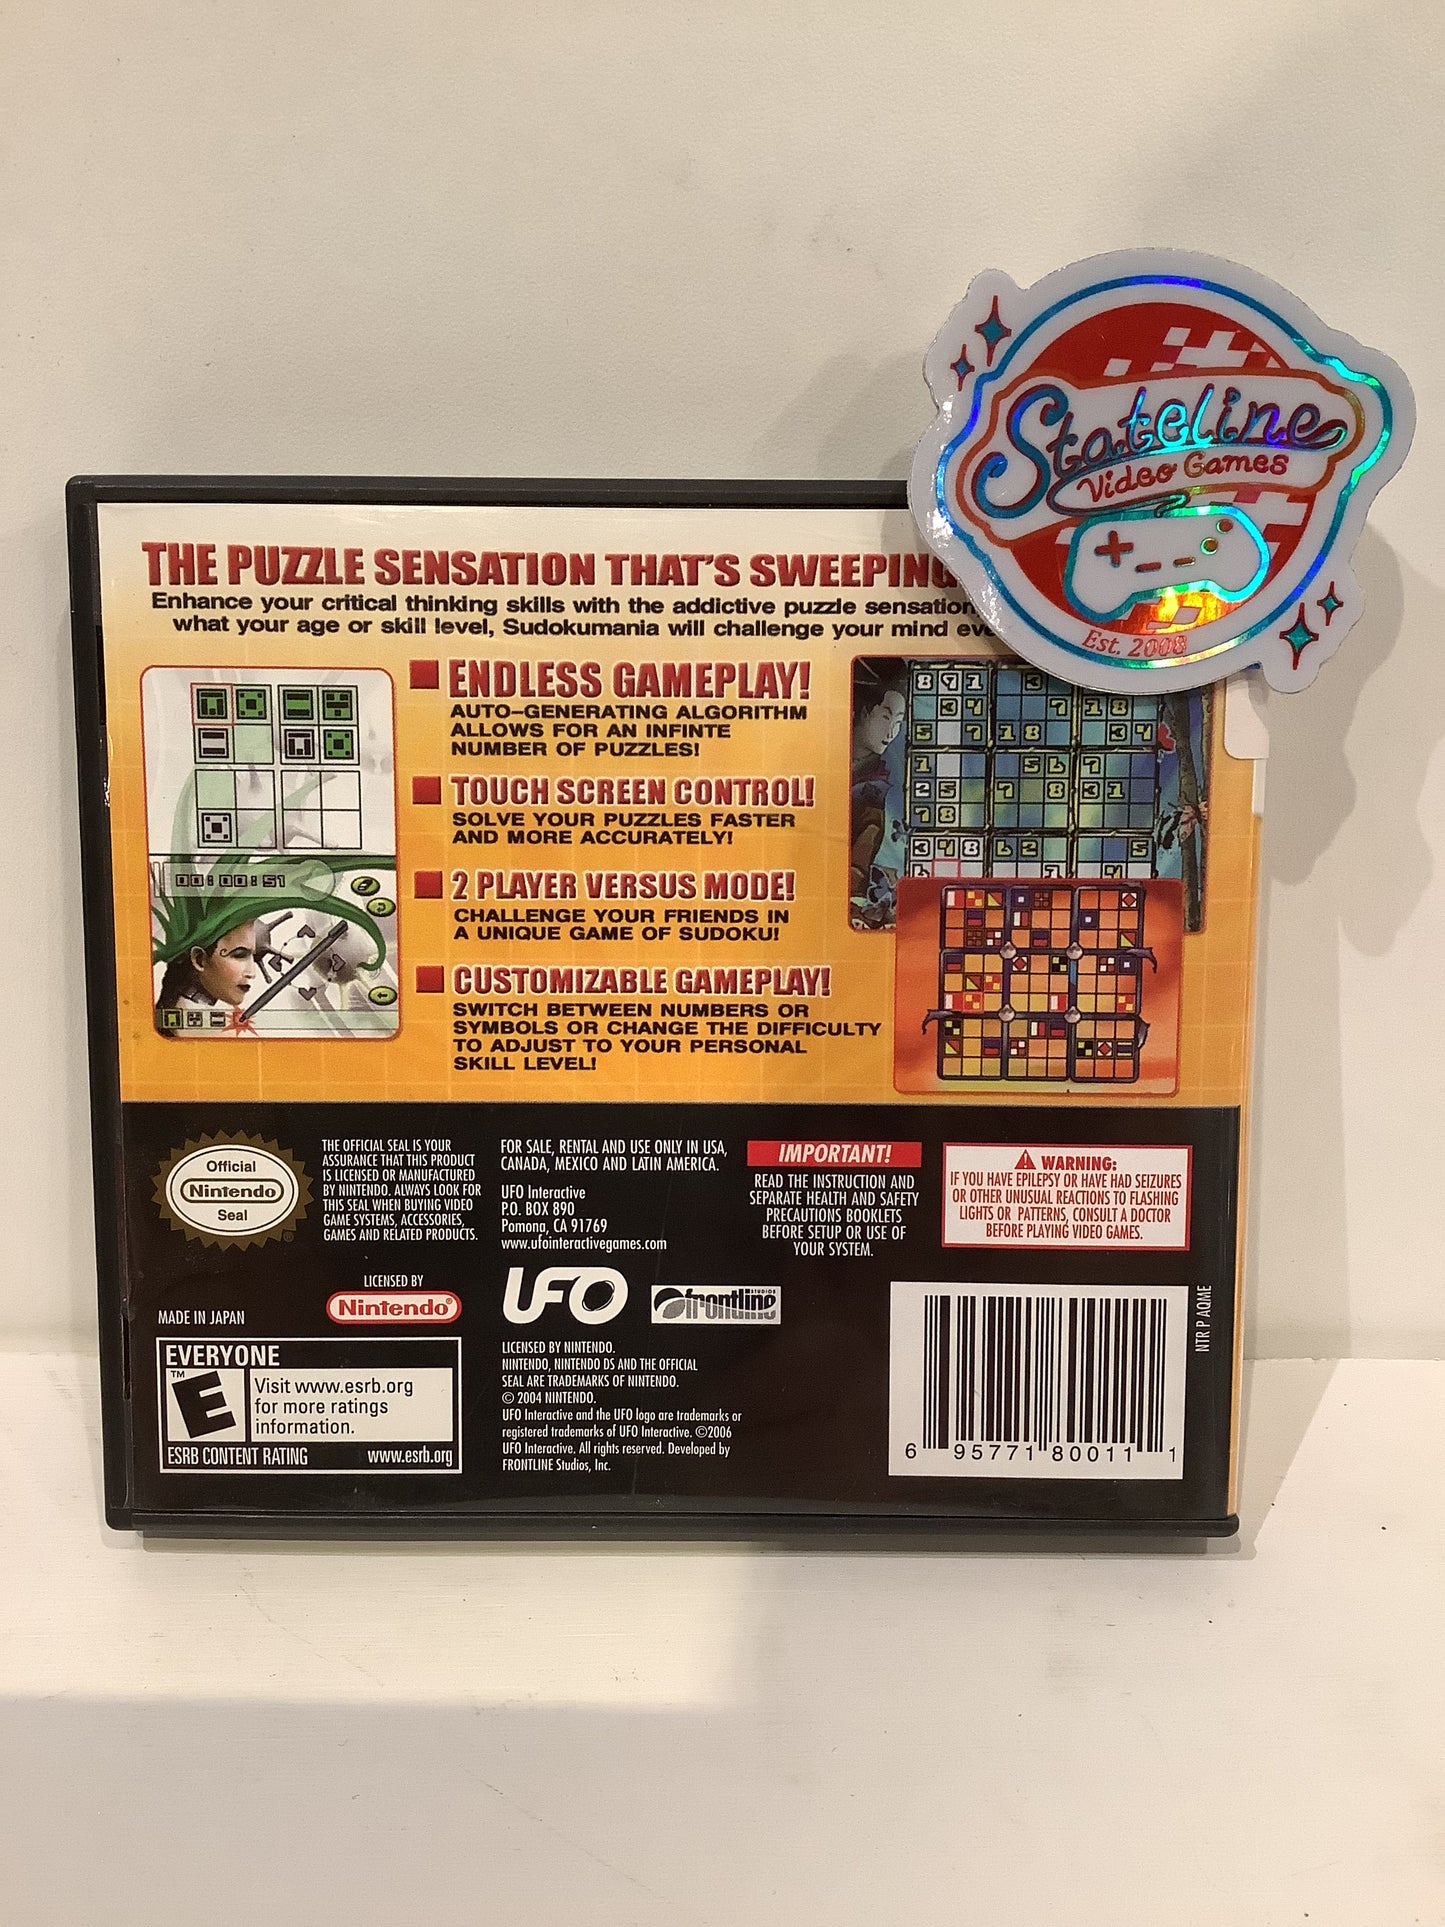 Stateline
Video Games
Est. 2008
THE PUZZLE SENSATION THAT'S SWEEPING
Enhance your critical thinking skills with the addictive puzzle sensation
what your age or skill level, Sudokumania will challenge your mind
ENDLESS GAMEPLAY!
AUTO-GENERATING ALGORITHM
ALLOWS FOR AN INFINTE
NUMBER OF PUZZLES!
TOUCH SCREEN CONTROL!
SOLVE YOUR PUZZLES FASTER
AND MORE ACCURATELY!
2 PLAYER VERSUS MODE!
CHALLENGE YOUR FRIENDS IN
A UNIQUE GAME OF SUDOKU!
CUSTOMIZABLE GAMEPLAY!
SWITCH BETWEEN NUMBERS OR
SYMBOLS OR CHANGE THE DIFFICULTY
TO ADJUST TO YOUR PERSONAL
SKILL LEVEL!
00:00:51
Official
Nintendo
Seal
THE OFFICIAL SEAL IS YOUR
ASSURANCE THAT THIS PRODUCT
IS LICENSED OR MANUFACTURED
BY NINTENDO. ALWAYS LOOK FOR
THIS SEAL WHEN BUYING VIDEO
GAME SYSTEMS, ACCESSORIES,
GAMES AND RELATED PRODUCTS.
FOR SALE, RENTAL AND USE ONLY IN USA,
CANADA, MEXICO AND LATIN AMERICA.
UFO Interactive
P.O. BOX 890
Pomona, CA 91769
www.ufointeractivegames.com
IMPORTANT!
READ THE INSTRUCTION AND
SEPARATE HEALTH AND SAFETY
PRECAUTIONS BOOKLETS
BEFORE SETUP OR USE OF
YOUR SYSTEM.
WARNING:
IF YOU HAVE EPILEPSY OR HAVE HAD SEIZURES
OR OTHER UNUSUAL REACTIONS TO FLASHING
LIGHTS OR PATTERNS, CONSULT A DOCTOR
BEFORE PLAYING VIDEO GAMES.
MADE IN JAPAN
LICENSED BY
Nintendo®
UFO
frontline
STUDIOS
EVERYONE
E
TM
Visit www.esrb.org
for more ratings
information.
ESRB CONTENT RATING www.esrb.org
LICENSED BY NINTENDO.
NINTENDO, NINTENDO DS AND THE OFFICIAL
SEAL ARE TRADEMARKS OF NINTENDO.
© 2004 NINTENDO.
UFO Interactive and the UFO logo are trademarks or
registered trademarks of UFO Interactive. ©2006
UFO Interactive. All rights reserved. Developed by
FRONTLINE Studios, Inc.
6 95771 80011 1
NTR P AQME